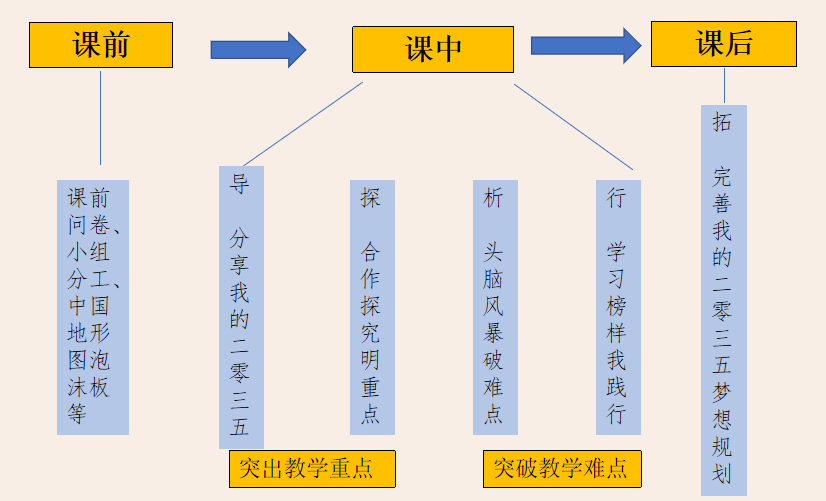 课前
课中
课后
课前
问卷、
小组
分工、
中国
地形
图泡
沫板
等
导 分享我的二零三五
探 合作探究明重点
析 头脑风暴破难点
行 学习榜样我践行
拓 完善我的二零三五梦想规划
突出教学重点
突破教学难点